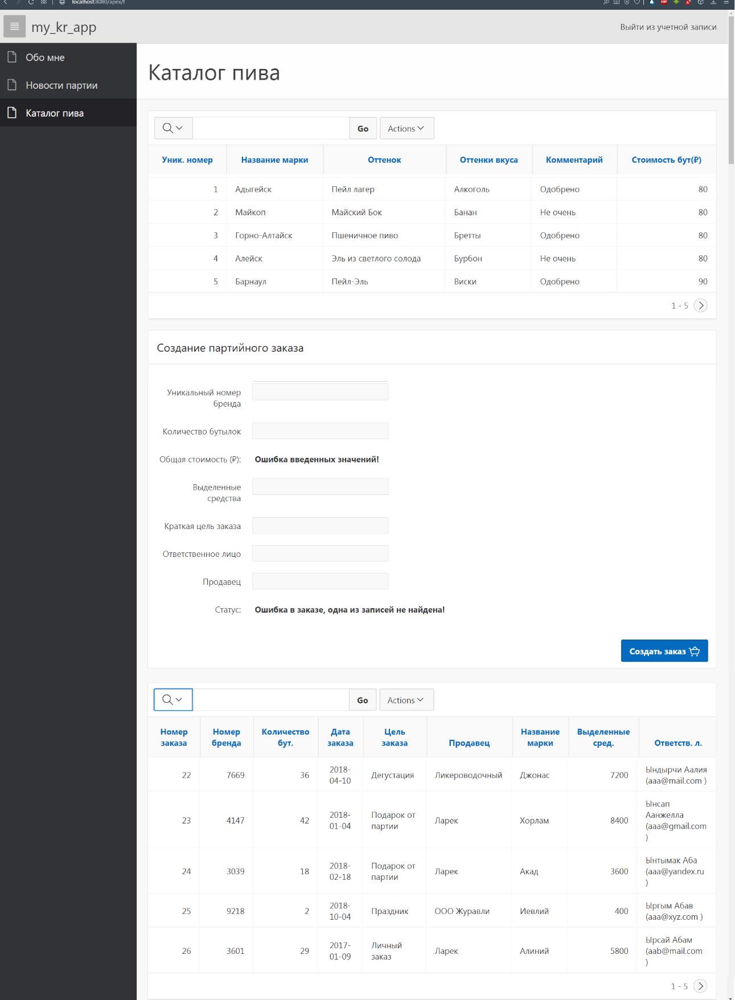 localhost:8080/apex/f
my_kr_app
Выйти из учетной записи
Обо мне
Новости партии
Каталог пива
Каталог пива
Go Actions
Уник. номер Название марки Оттенок Оттенки вкуса Комментарий Стоимость бут(₽)
1 Адыгейск Пейл лагер Алкоголь Одобрено 80
2 Майкоп Майский Бок Банан Не очень 80
3 Горно-Алтайск Пшеничное пиво Бретты Одобрено 80
4 Алейск Эль из светлого солода Бурбон Не очень 80
5 Барнаул Пейл-Эль Виски Одобрено 90
1 - 5
Создание партийного заказа
Уникальный номер
бренда
Количество бутылок
Общая стоимость (₽): Ошибка введенных значений!
Выделенные
средства
Краткая цель заказа
Ответственное лицо
Продавец
Статус: Ошибка в заказе, одна из записей не найдена!
Создать заказ
Go Actions
Номер Номер Количество Дата Цель Название Выделенные
заказа бренда бут. заказа заказа Продавец марки сред. Ответств. л.
22 7669 36 2018-04-10 Дегустация Ликероводочный Джонас 7200 Ындырчи Аалия
(aaa@mail.com )
23 4147 42 2018-01-04 Подарок от партии Ларек Хорлам 8400 Ынсап
Аанжелла
(aaa@gmail.com
)
24 3039 18 2018-02-18 Подарок от партии Ларек Акад 3600 Ынтымак Аба
(aaa@yandex.ru
)
25 9218 2 2018-10-04 Праздник ООО Журавли Иевлий 400 Ыргым Абав
(aaa@xyz.com )
26 3601 29 2017-01-09 Личный заказ Ларек Алиний 5800 Ырсай Абам
(aab@mail.com
)
1 - 5